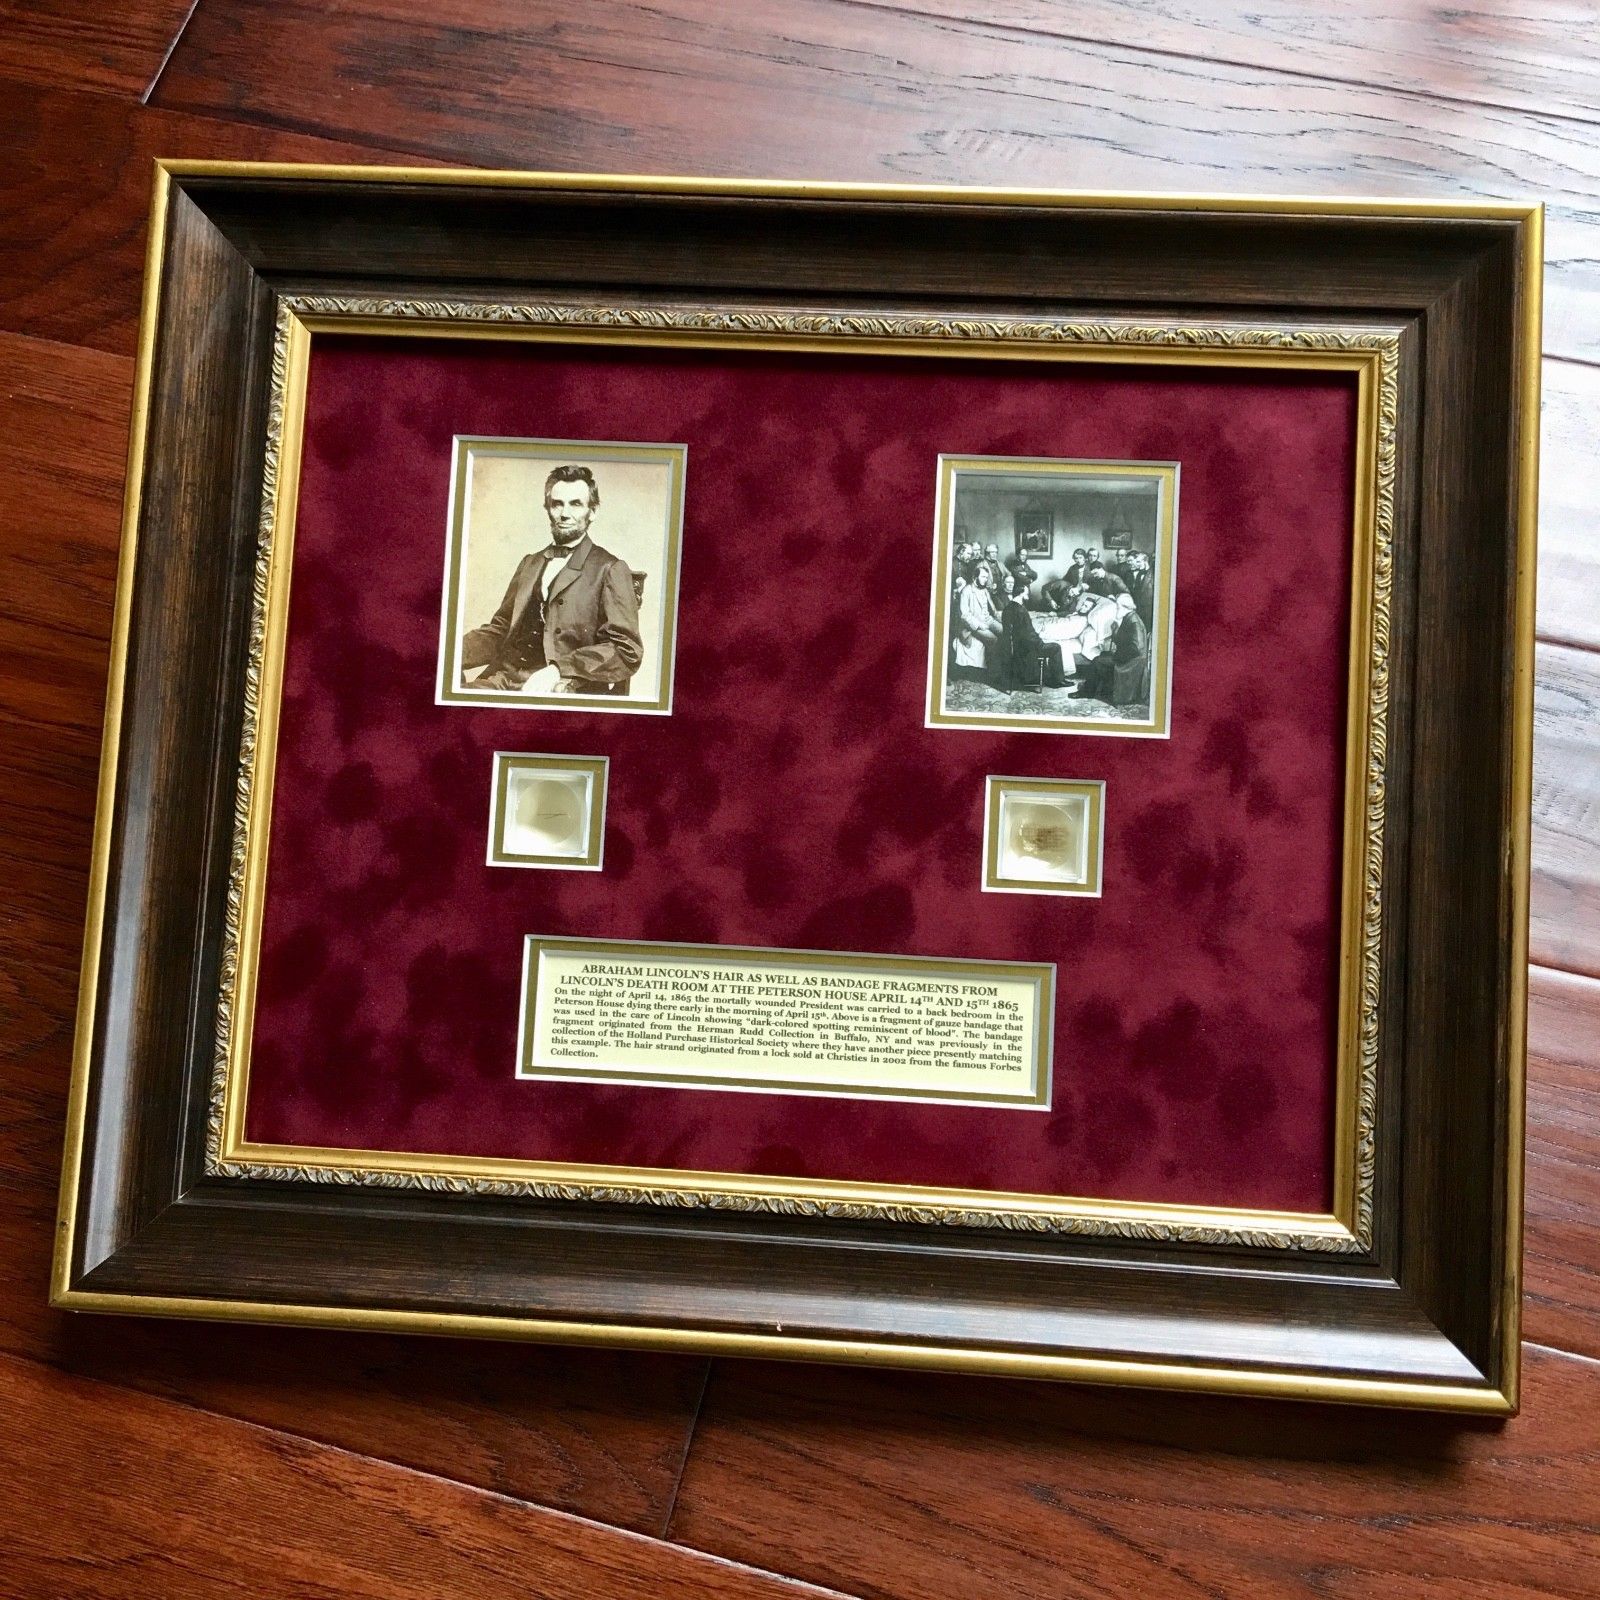 ABRAHAM LINCOLN'S HAIR AS WELL AS BANDAGE FRAGMENTS FROM
LINCOLN'S DEATH ROOM AT THE PETERSON HOUSE APRIL 14TH AND 15TH 1865
On the night of April 14, 1865 the mortally wounded President was carried to a back bedroom in the
Peterson House dying there early in the morning of April 15th. Above is a fragment of gauze bandage that
was used in the care of Lincoln showing "dark-colored spotting reminiscent of blood". The bandage
fragment originated from the Herman Rudd Collection in Buffalo, NY and was previously in the
collection of the Holland Purchase Historical Society where they have another piece presently matching
this example. The hair strand originated from a lock sold at Christies in 2002 from the famous Forbes
Collection.